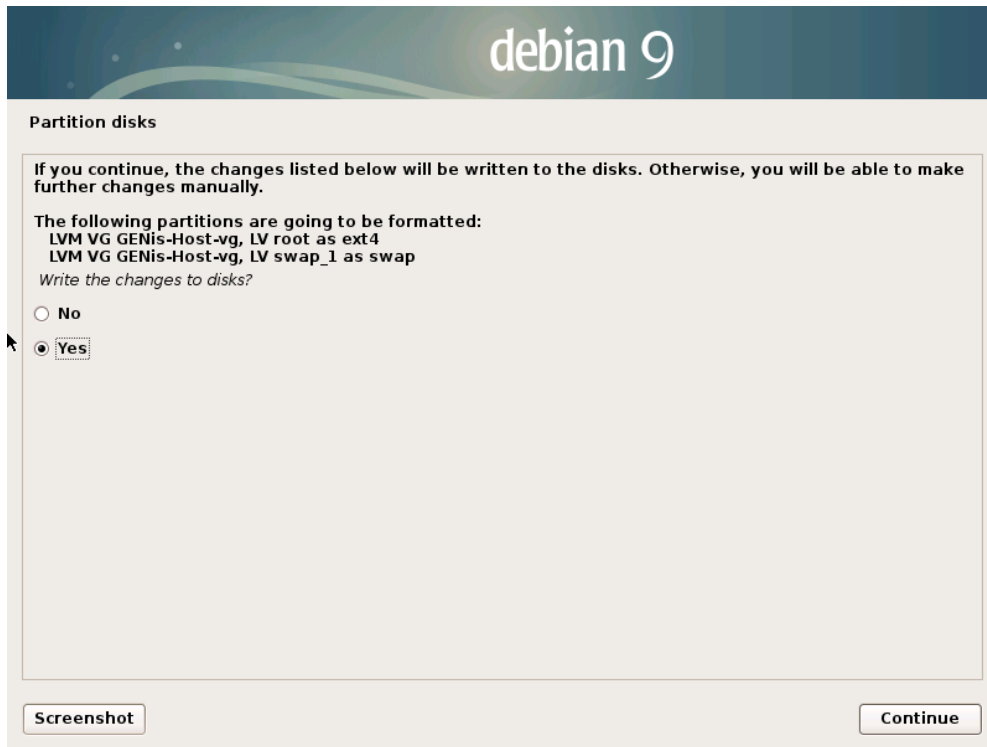 debian 9
Partition disks
If you continue, the changes listed below will be written to the disks. Otherwise, you will be able to make
further changes manually.
The following partitions are going to be formatted:
LVM VG GENis-Host-vg, LV root as ext4
LVM VG GENis-Host-vg, LV swap_1 as swap
Write the changes to disks?
No
Yes
Screenshot
Continue